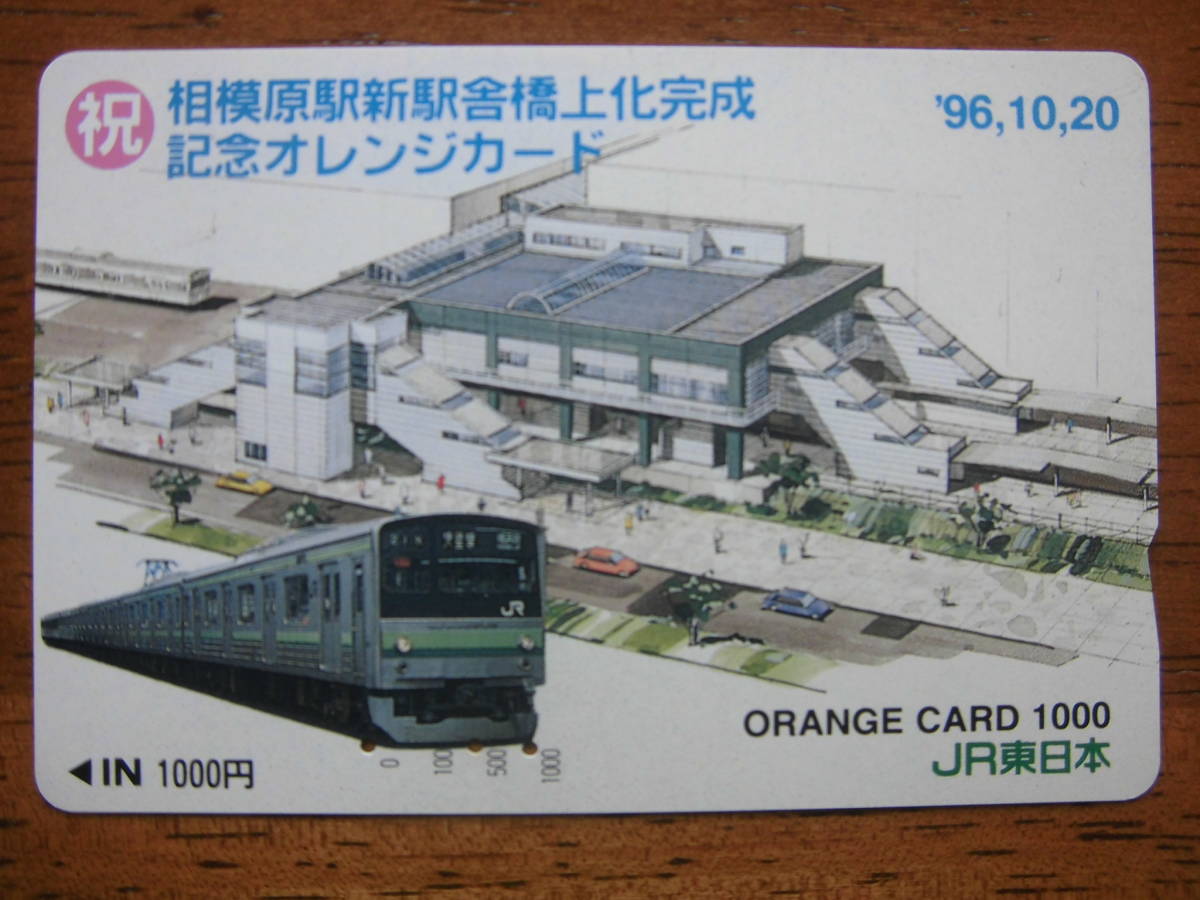 祝
相模原駅新駅舎橋上化完成
記念オレンジカード
'96,10,20
JR
ORANGE CARD 1000
JR東日本
◀IN 1000円
0 100 500 1000